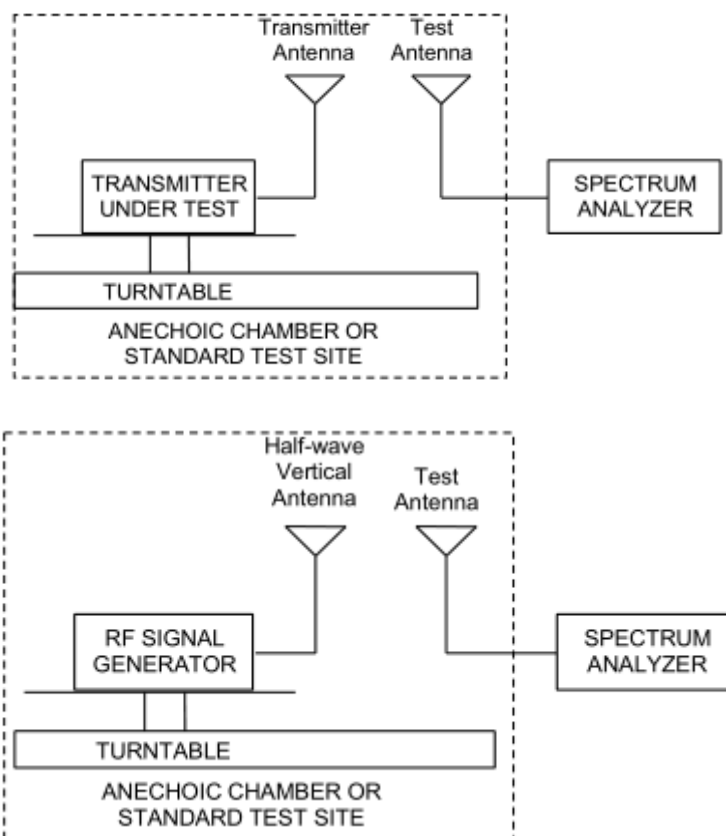 Transmitter
Antenna
Test
Antenna
TRANSMITTER
UNDER TEST
SPECTRUM
ANALYZER
TURNTABLE
ANECHOIC CHAMBER OR
STANDARD TEST SITE
Half-wave
Vertical
Antenna
Test
Antenna
RF SIGNAL
GENERATOR
SPECTRUM
ANALYZER
TURNTABLE
ANECHOIC CHAMBER OR
STANDARD TEST SITE